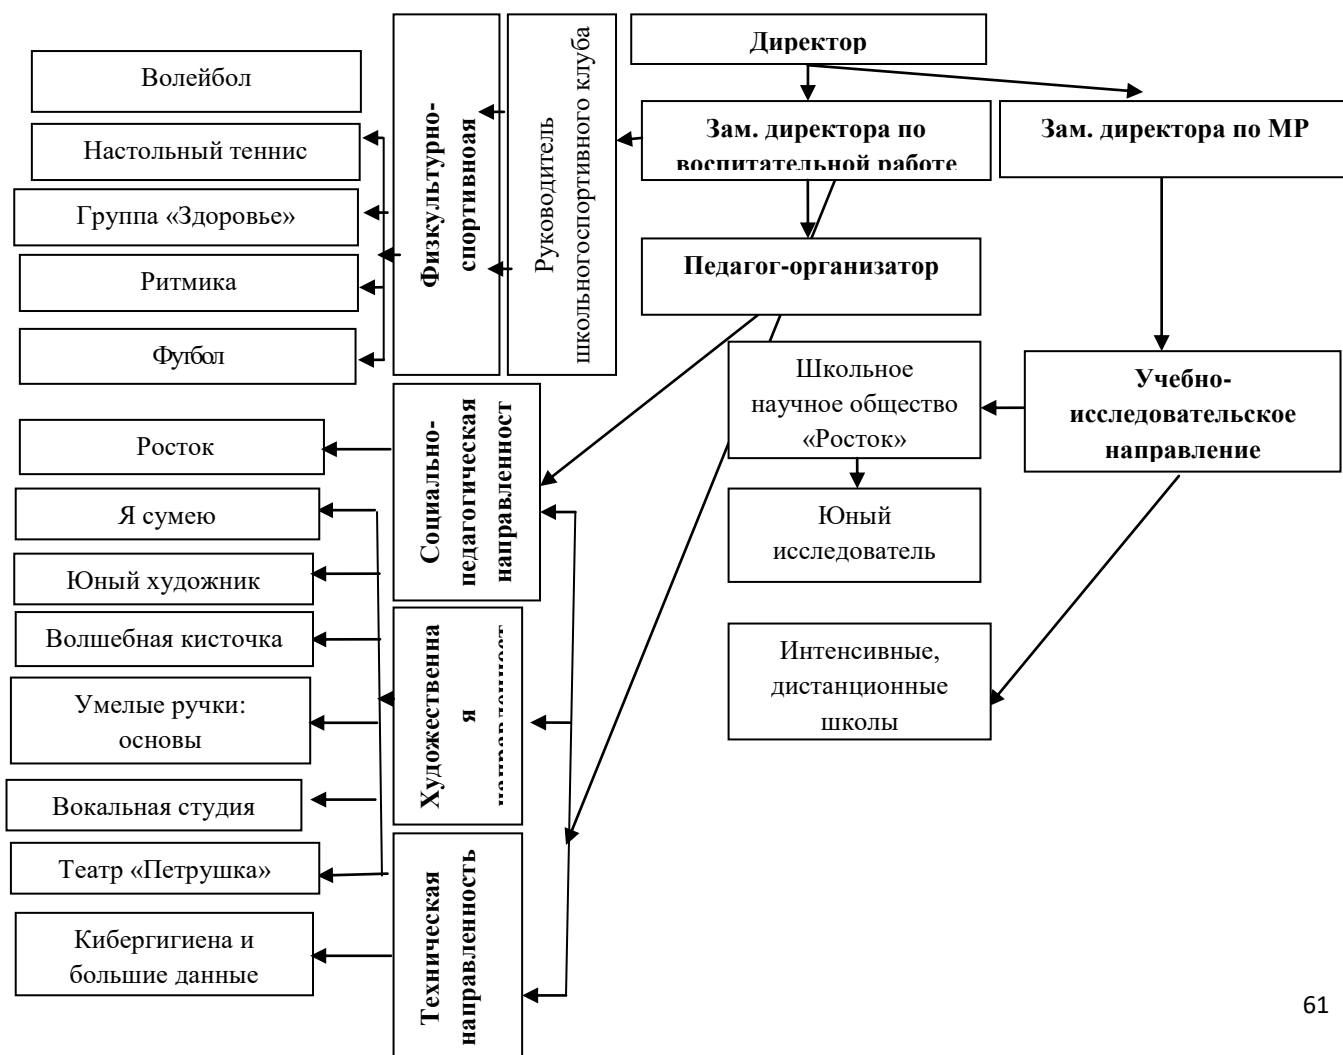 Директор
Зам. директора по
воспитательной работе
Зам. директора по МР
Педагог-организатор
Руководитель
школьногоспортивного клуба
Физкультурно-
спортивноая
Волейбол
Настольный теннис
Группа «Здоровье»
Ритмика
Футбол
Школьное
научное общество
«Росток»
Учебно-
исследовательское
направление
Юный
исследователь
Интенсивные,
дистанционные
школы
Социально-
педагогическая
направленност
Росток
Я сумею
Юный художник
Волшебная кисточка
Умелые ручки:
основы
Вокальная студия
Театр «Петрушка»
Художественна
я
направленност
Техническая
направленность
Кибергигиена и
большие данные
61